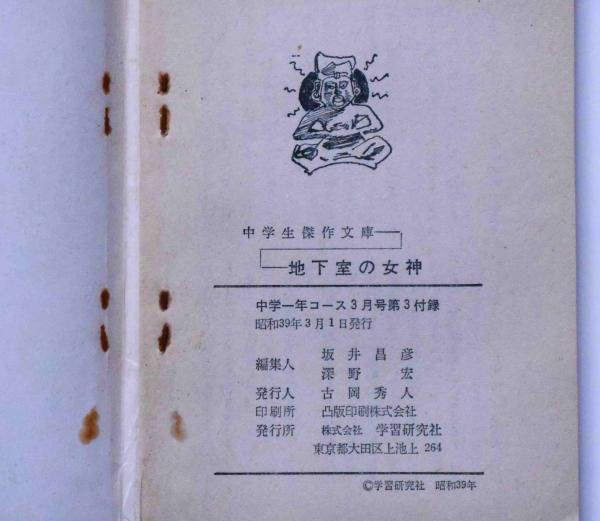 中学生傑作文庫
地下室の女神
中学一年コース3月号第3付録
昭和39年3月1日発行
編集人 坂井昌彦
深野宏
発行人 古岡秀人
印刷所 凸版印刷株式会社
発行所 株式会社 学習研究社
東京都大田区上池上 264
©学習研究社 昭和39年